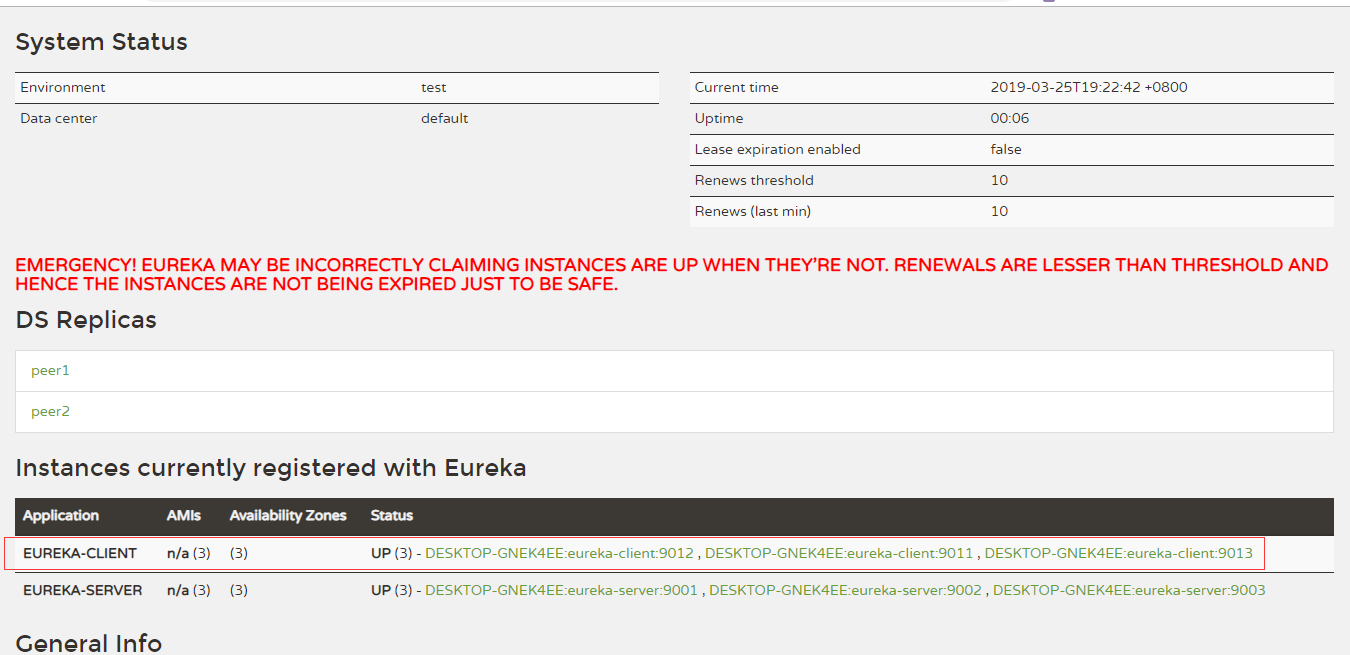 System Status
Environment test
Data center default
Current time 2019-03-25T19:22:42 +0800
Uptime 00:06
Lease expiration enabled false
Renews threshold 10
Renews (last min) 10
EMERGENCY! EUREKA MAY BE INCORRECTLY CLAIMING INSTANCES ARE UP WHEN THEY'RE NOT. RENEWALS ARE LESSER THAN THRESHOLD AND
HENCE THE INSTANCES ARE NOT BEING EXPIRED JUST TO BE SAFE.
DS Replicas
peer1
peer2
Instances currently registered with Eureka
Application AMIs Availability Zones Status
EUREKA-CLIENT n/a (3) (3) UP (3) - DESKTOP-GNEK4EE:eureka-client:9012 , DESKTOP-GNEK4EE:eureka-client:9011 , DESKTOP-GNEK4EE:eureka-client:9013
EUREKA-SERVER n/a (3) (3) UP (3) - DESKTOP-GNEK4EE:eureka-server:9001 , DESKTOP-GNEK4EE:eureka-server:9002 , DESKTOP-GNEK4EE:eureka-server:9003
General Info